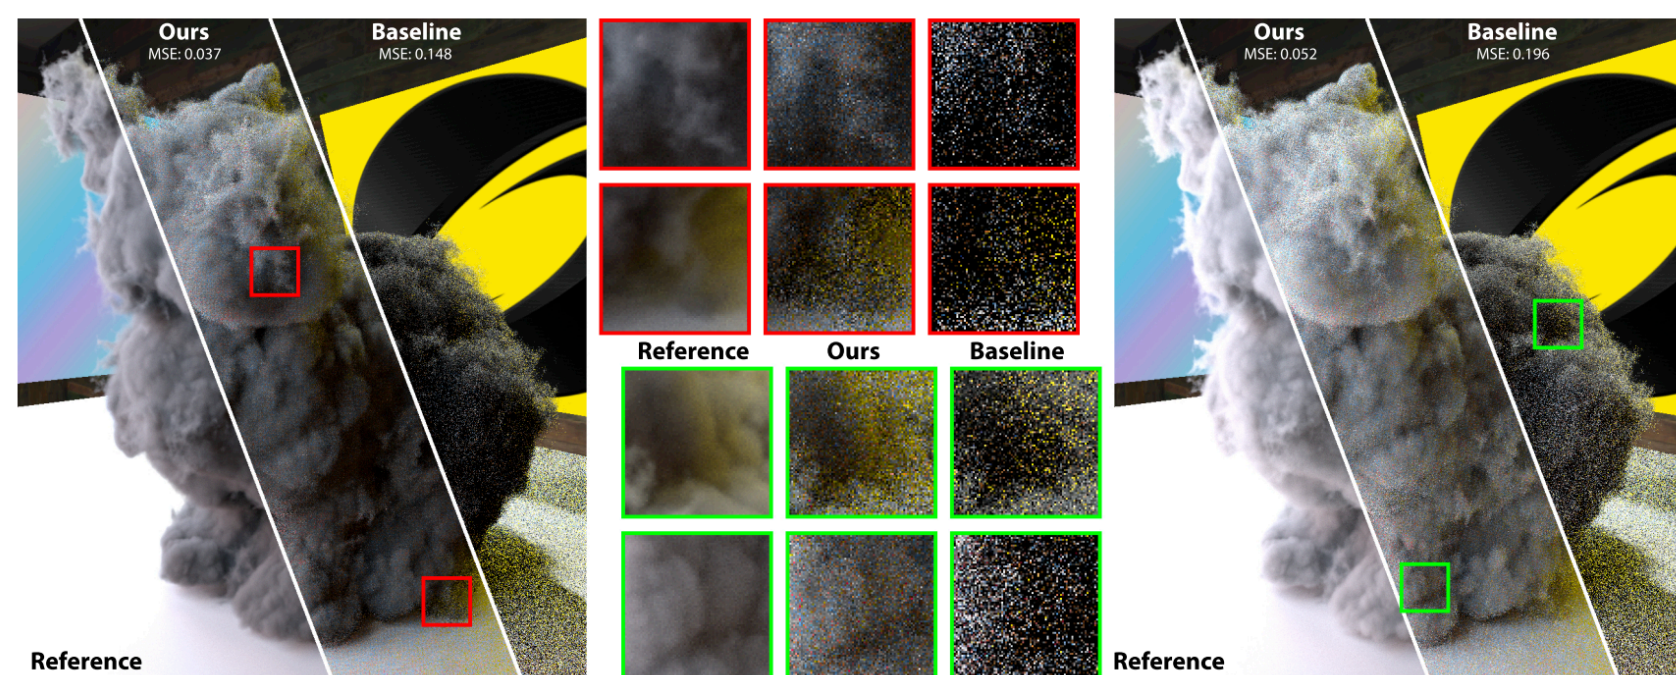 Ours
MSE: 0.037
Baseline
MSE: 0.148
Reference
Reference Ours Baseline
Ours
MSE: 0.052
Baseline
MSE: 0.196
Reference